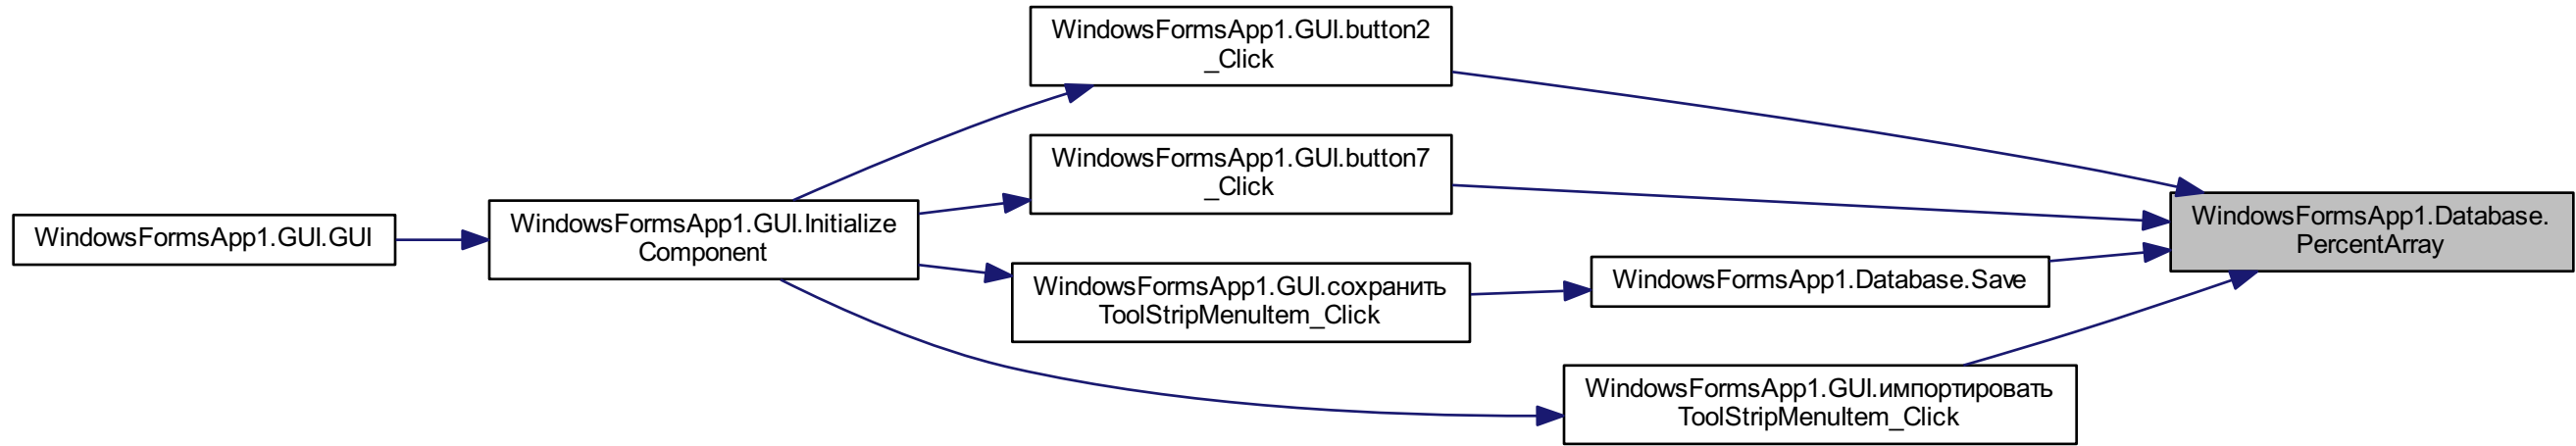 WindowsFormsApp1.GUI.button2
_Click
WindowsFormsApp1.GUI.button7
_Click
WindowsFormsApp1.GUI.GUI
WindowsFormsApp1.GUI.Initialize
Component
WindowsFormsApp1.Database.
PercentArray
WindowsFormsApp1.GUI.сохранить
ToolStripMenuItem_Click
WindowsFormsApp1.Database.Save
WindowsFormsApp1.GUI.импортировать
ToolStripMenuItem_Click